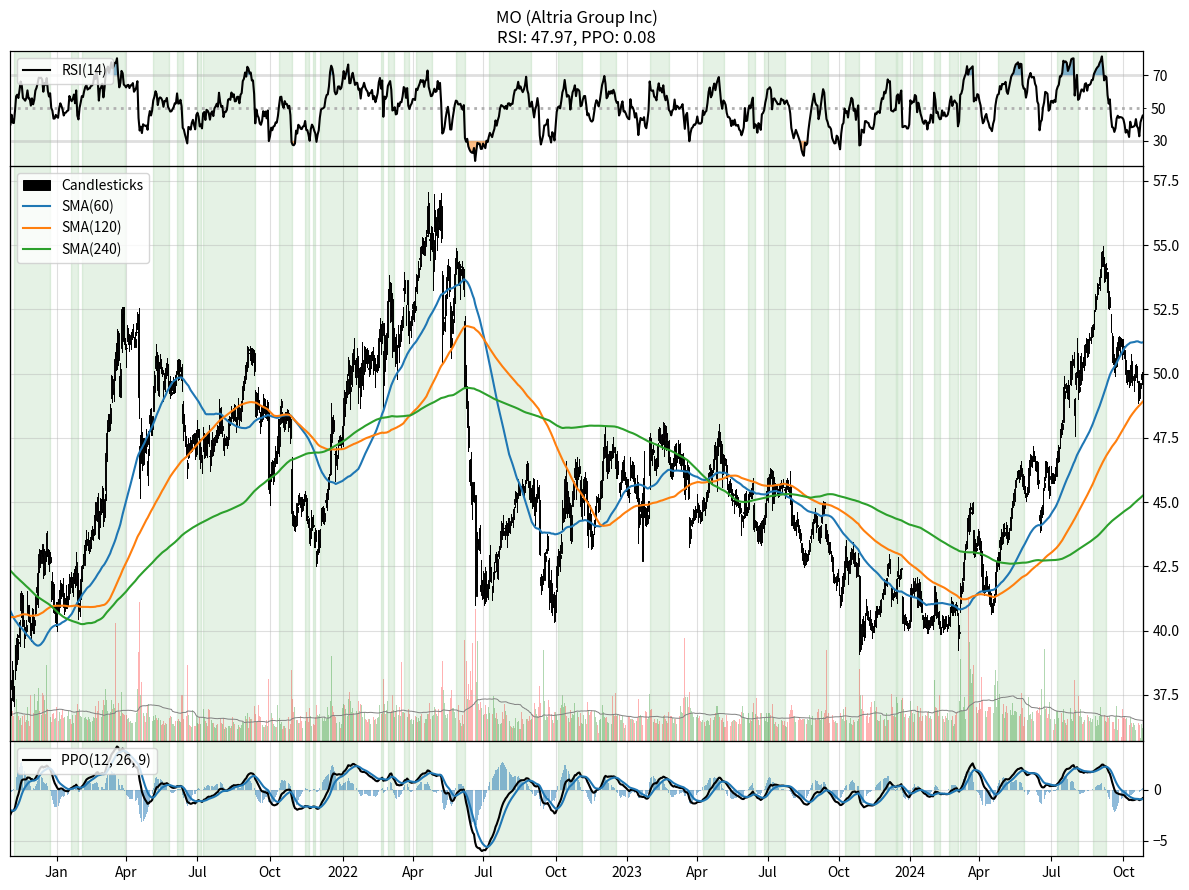 MO (Altria Group Inc)
RSI: 47.97, PPO: 0.08
RSI(14)
70
50
30
Candlesticks
SMA(60)
SMA(120)
SMA(240)
57.5
55.0
52.5
50.0
47.5
45.0
42.5
40.0
37.5
PPO(12, 26, 9)
0
−5
Jan Apr Jul Oct 2022 Apr Jul Oct 2023 Apr Jul Oct 2024 Apr Jul Oct